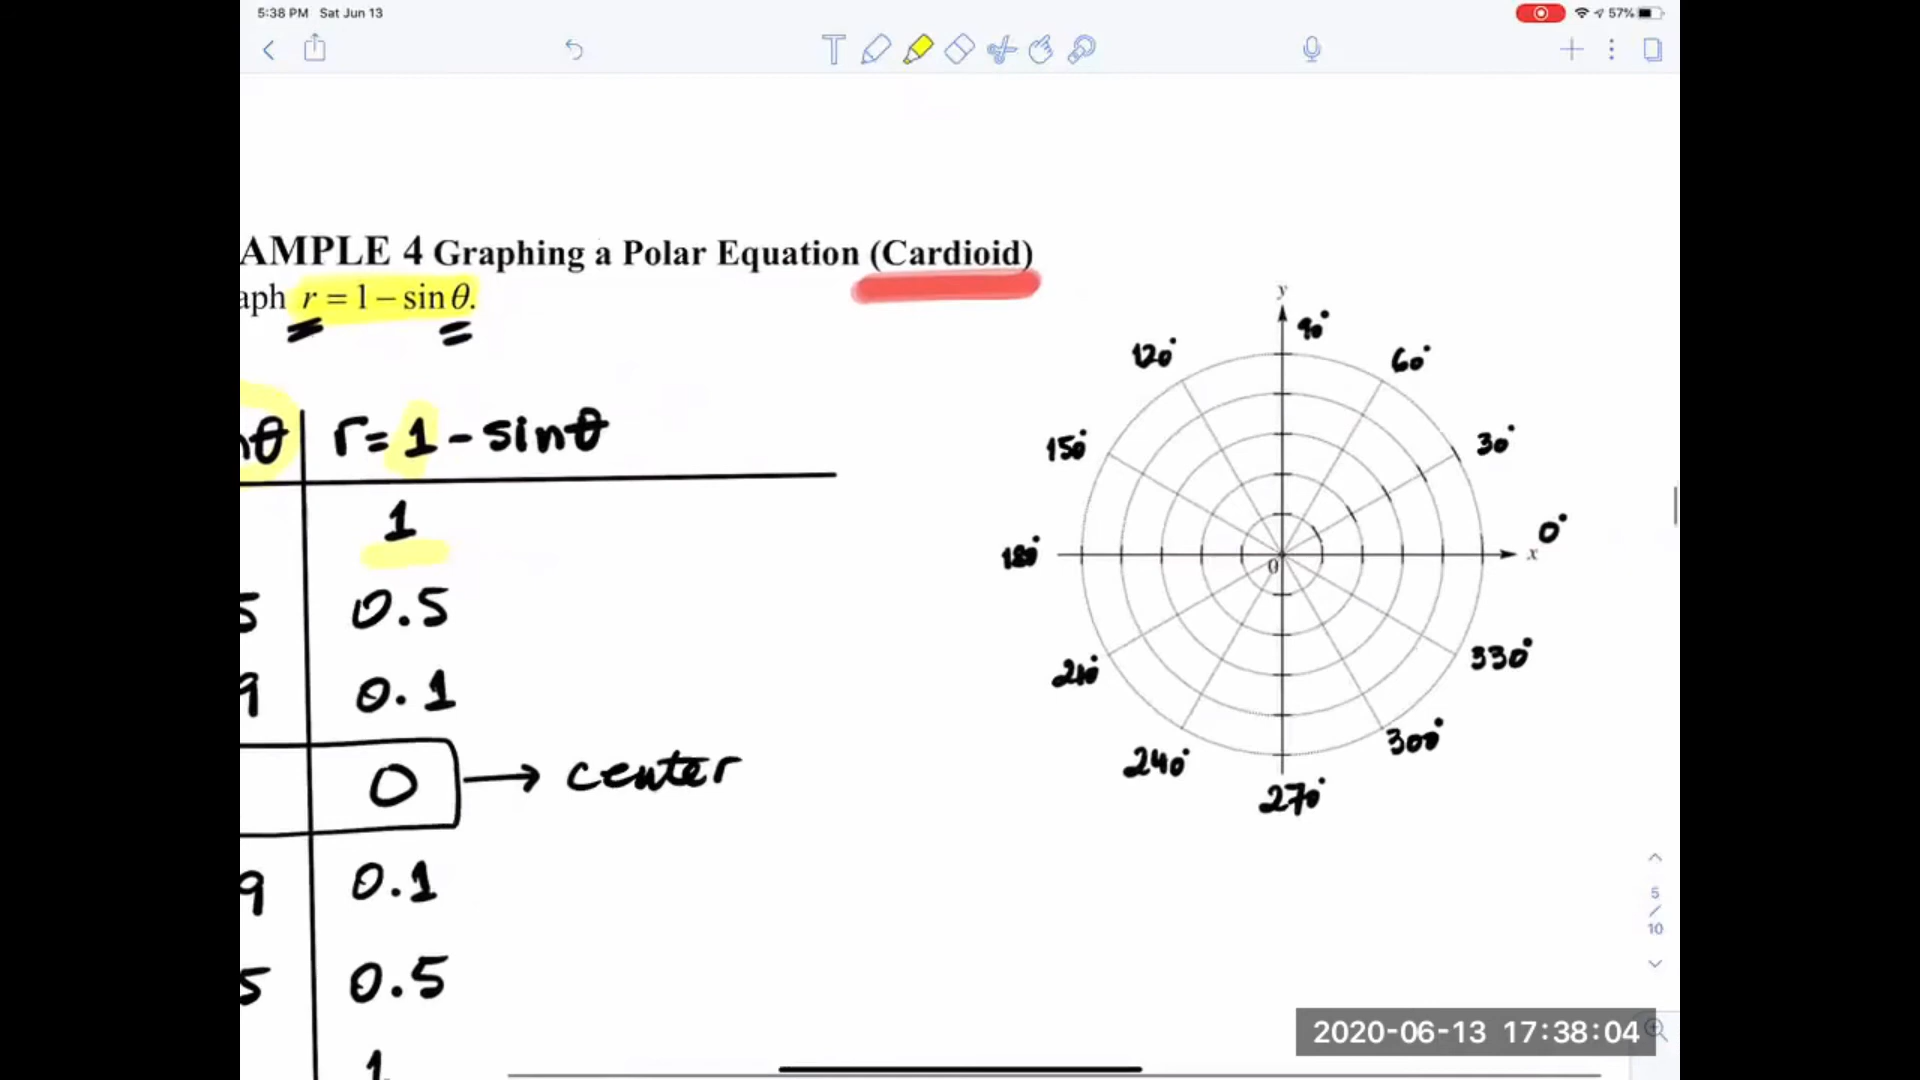 5:38 PM Sat Jun 13
57%
T
AMPLE 4 Graphing a Polar Equation (Cardioid)
aph r = 1 − sin θ.
nθ r = 1 - sinθ
1
5 0.5
9 0.1
0 → center
9 0.1
5 0.5
1
y
90°
120° 60°
150° 30°
180° 0 x 0°
210° 330°
240° 300°
270°
5
/
10
2020-06-13 17:38:04